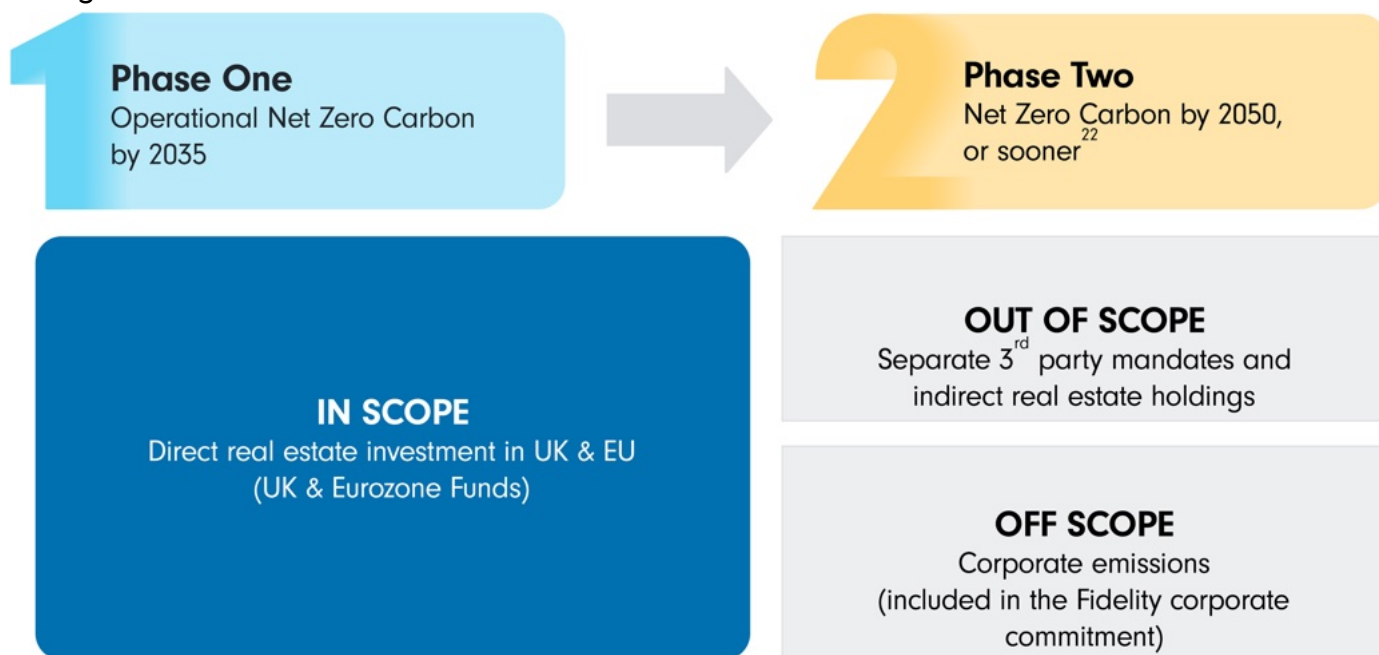 1
Phase One
Operational Net Zero Carbon
by 2035
2
Phase Two
Net Zero Carbon by 2050,
or sooner22
IN SCOPE
Direct real estate investment in UK & EU
(UK & Eurozone Funds)
OUT OF SCOPE
Separate 3rd party mandates and
indirect real estate holdings
OFF SCOPE
Corporate emissions
(included in the Fidelity corporate
commitment)